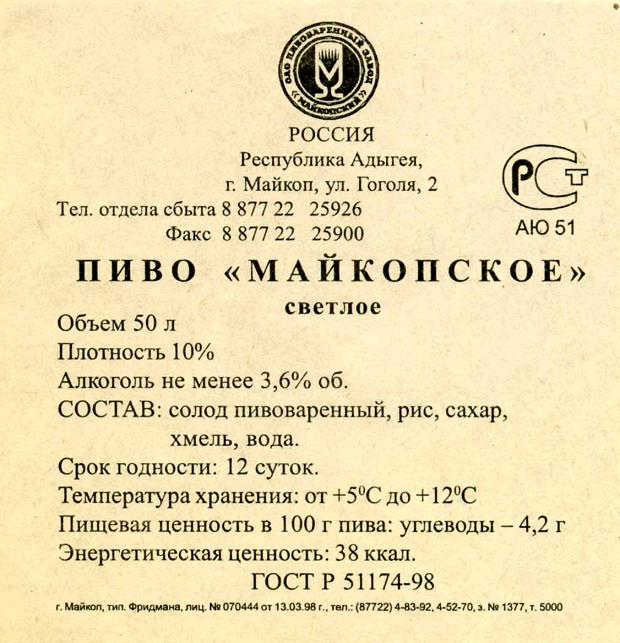 ОАО ПИВОВАРЕННЫЙ ЗАВОД
«МАЙКОПСКИЙ»
РОССИЯ
Республика Адыгея,
г. Майкоп, ул. Гоголя, 2
Тел. отдела сбыта 8 877 22 25926
Факс 8 877 22 25900
РСТ
АЮ 51
ПИВО «МАЙКОПСКОЕ»
светлое
Объем 50 л
Плотность 10%
Алкоголь не менее 3,6% об.
СОСТАВ: солод пивоваренный, рис, сахар,
хмель, вода.
Срок годности: 12 суток.
Температура хранения: от +5⁰С до +12⁰С
Пищевая ценность в 100 г пива: углеводы – 4,2 г
Энергетическая ценность: 38 ккал.
ГОСТ Р 51174-98
г. Майкоп, тип. Фридмана, лиц. № 070444 от 13.03.98 г., тел.: (87722) 4-83-92, 4-52-70, з. № 1377, т. 5000